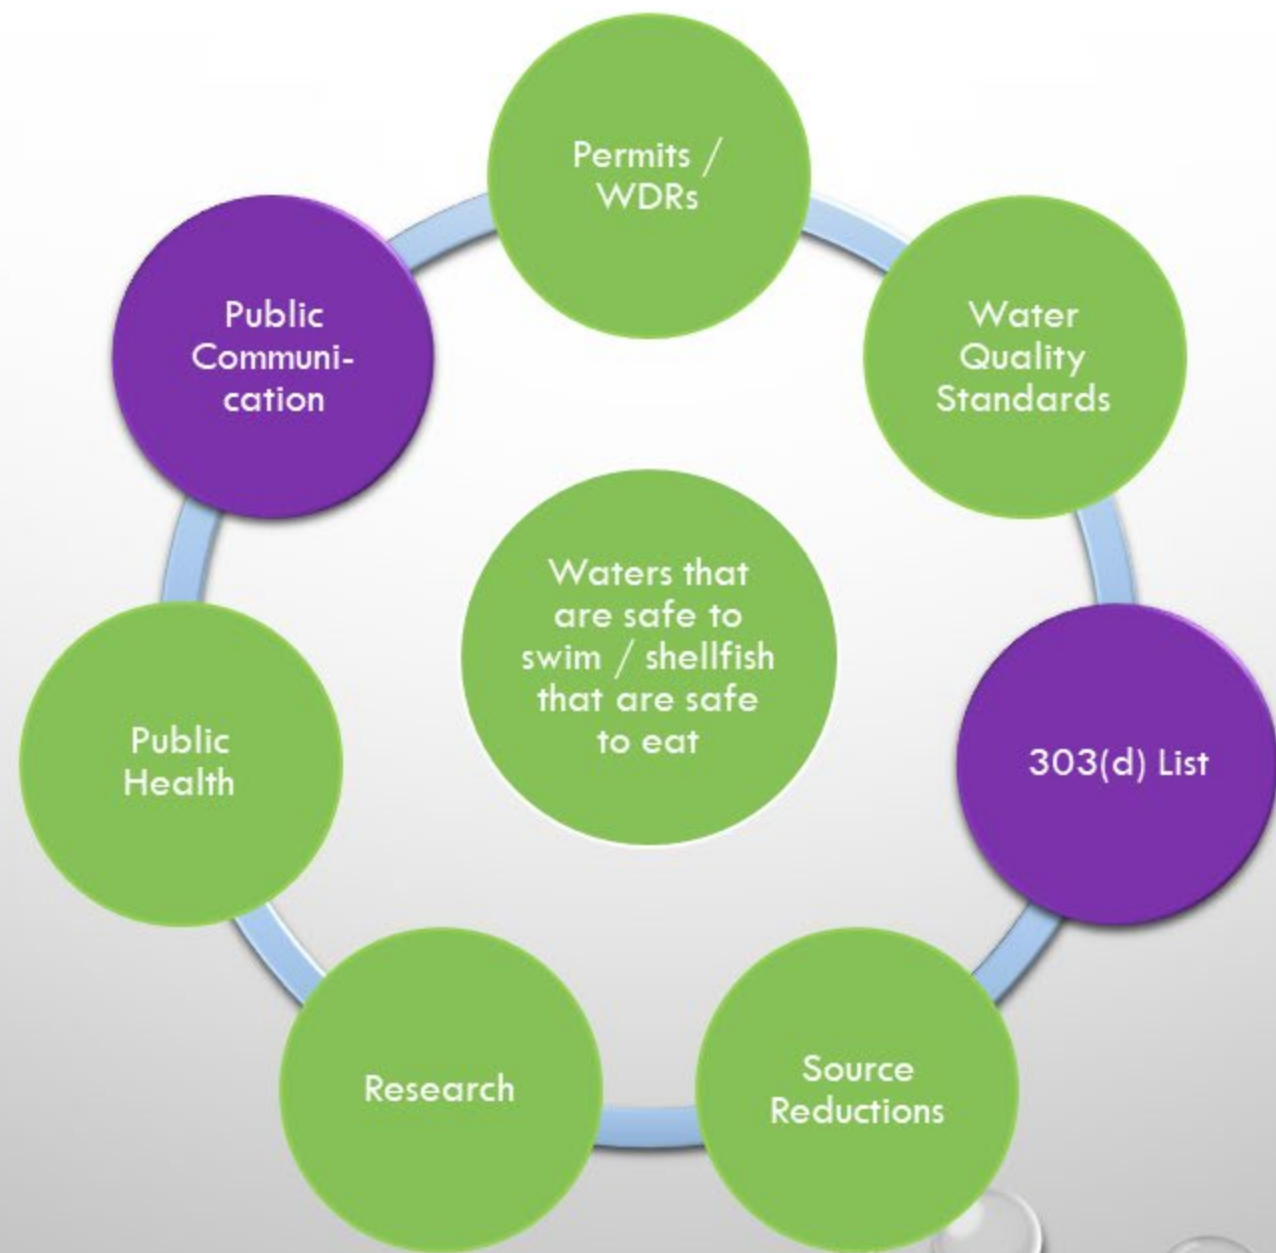 Permits /
WDRs
Water
Quality
Standards
303(d) List
Source
Reductions
Research
Public
Health
Public
Communi-
cation
Waters that
are safe to
swim / shellfish
that are safe
to eat